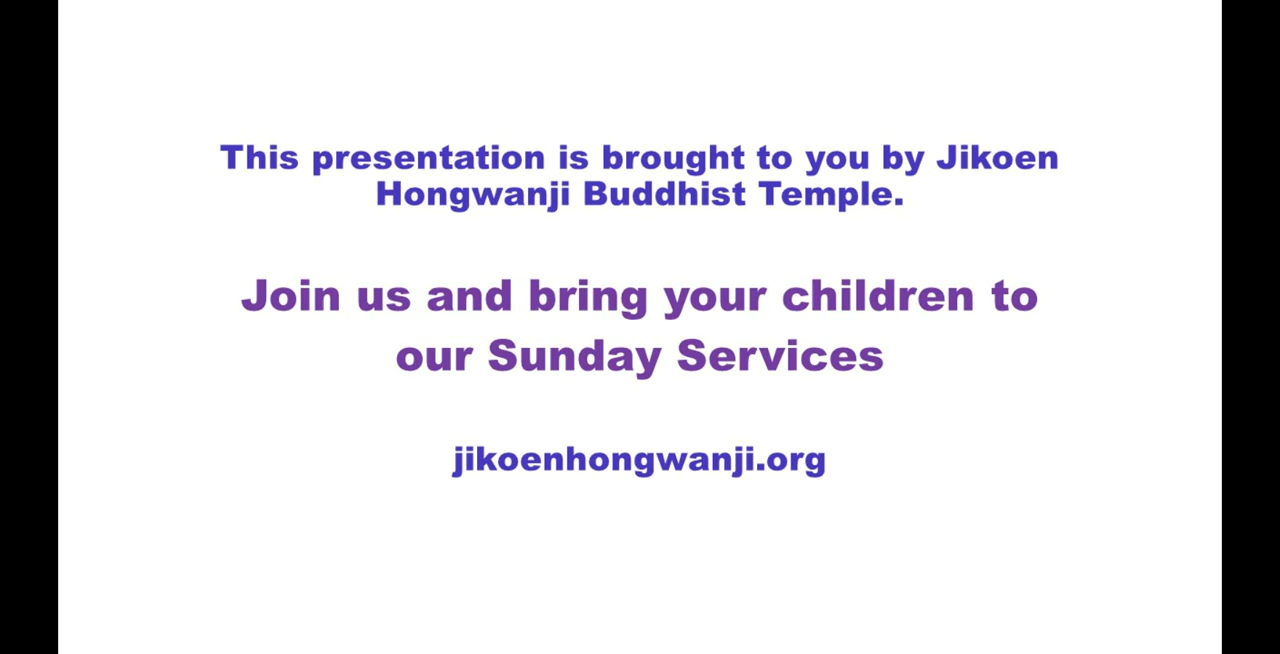 This presentation is brought to you by Jikoen
Hongwanji Buddhist Temple.
Join us and bring your children to
our Sunday Services
jikoenhongwanji.org